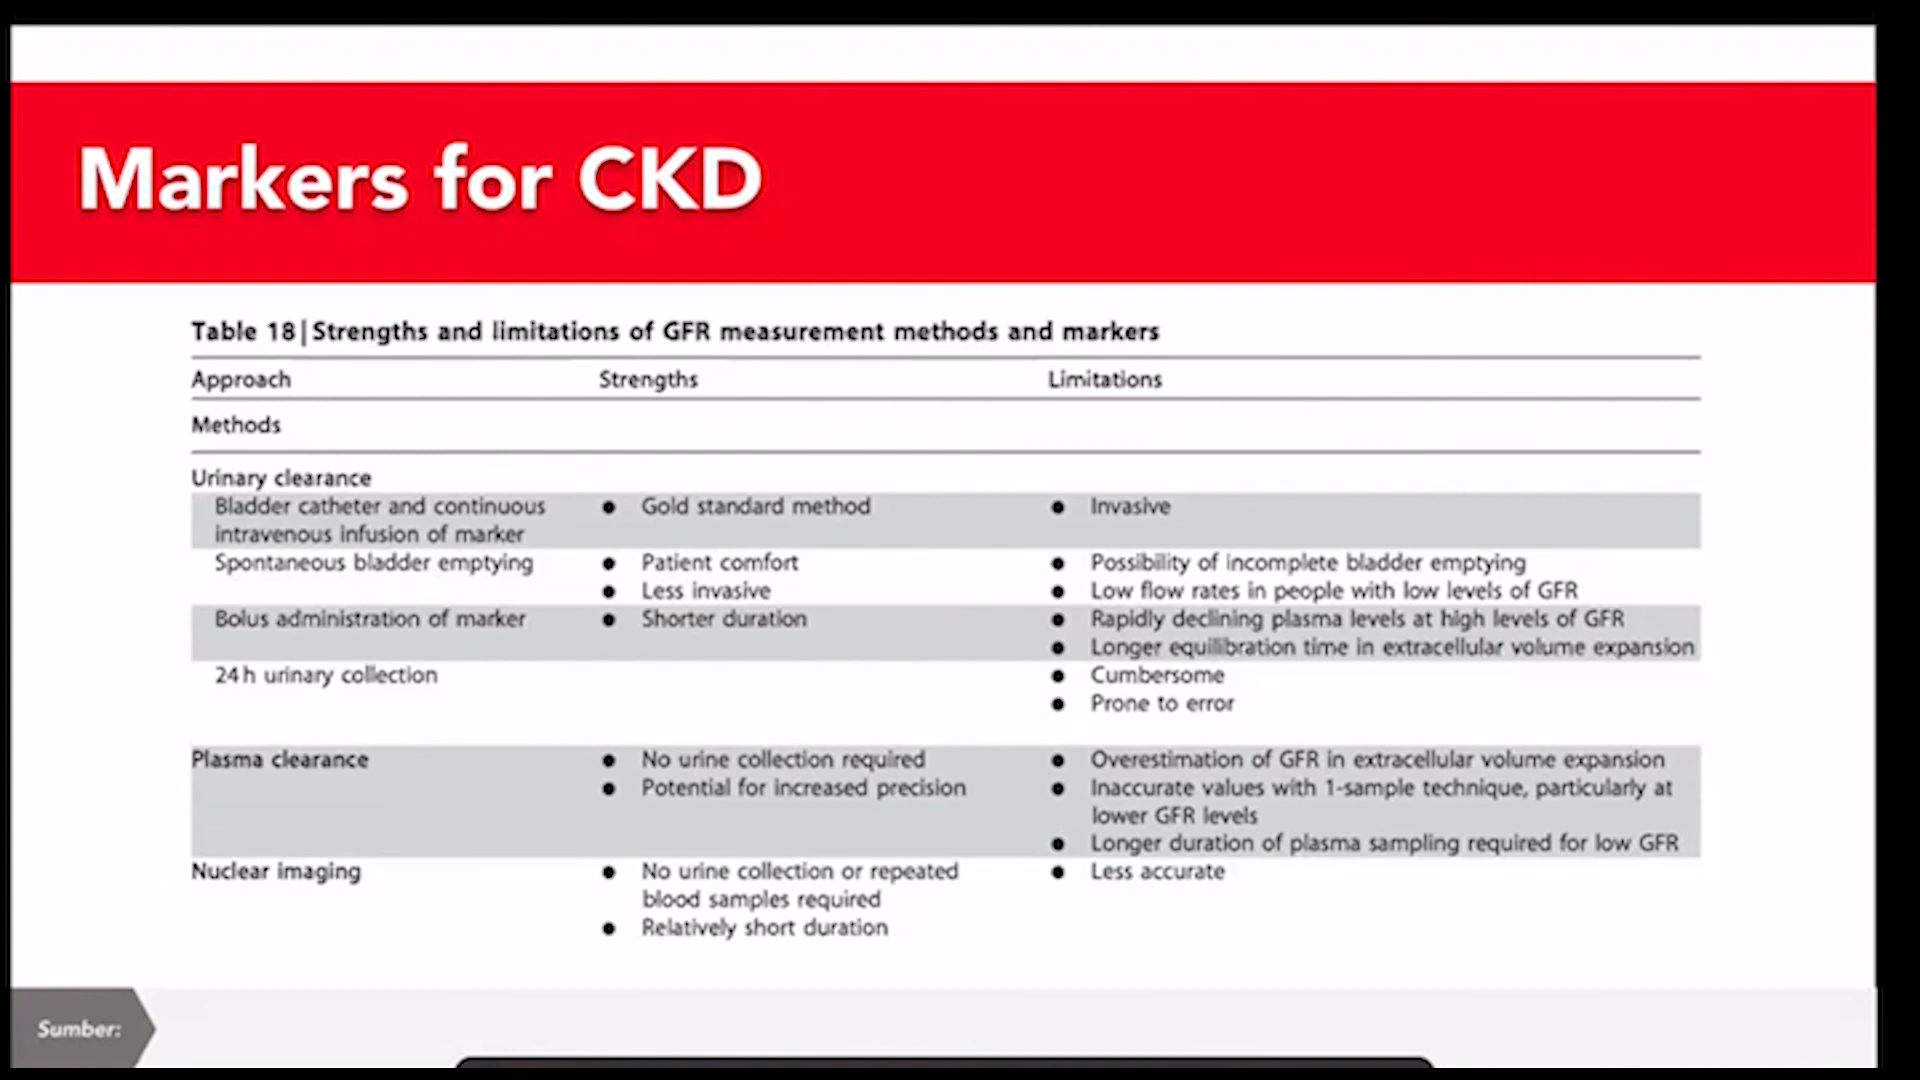 Markers for CKD
Table 18|Strengths and limitations of GFR measurement methods and markers
Approach Strengths Limitations
Methods
Urinary clearance
Bladder catheter and continuous ● Gold standard method ● Invasive
intravenous infusion of marker
Spontaneous bladder emptying ● Patient comfort ● Possibility of incomplete bladder emptying
● Less invasive ● Low flow rates in people with low levels of GFR
Bolus administration of marker ● Shorter duration ● Rapidly declining plasma levels at high levels of GFR
● Longer equilibration time in extracellular volume expansion
24 h urinary collection ● Cumbersome
● Prone to error
Plasma clearance ● No urine collection required ● Overestimation of GFR in extracellular volume expansion
● Potential for increased precision ● Inaccurate values with 1-sample technique, particularly at
lower GFR levels
● Longer duration of plasma sampling required for low GFR
Nuclear imaging ● No urine collection or repeated ● Less accurate
blood samples required
● Relatively short duration
Sumber: